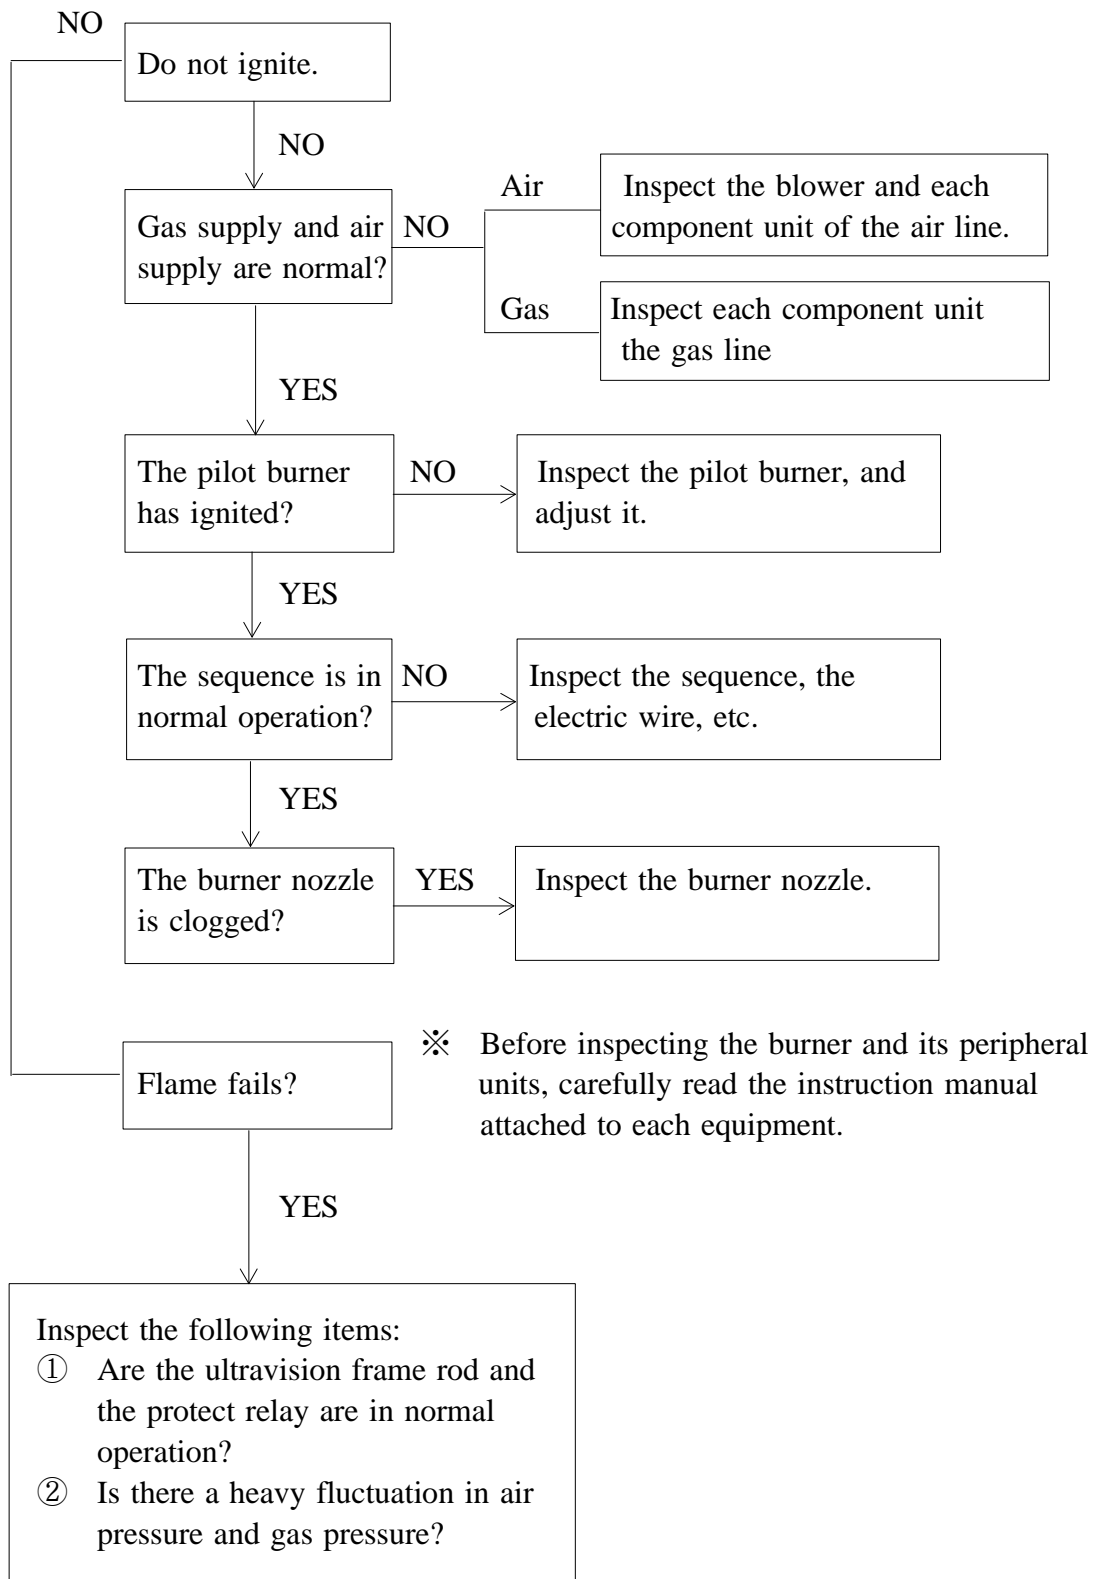 NO
Do not ignite.
NO
Gas supply and air
supply are normal?
NO
Air
Inspect the blower and each
component unit of the air line.
Gas
Inspect each component unit
the gas line
YES
The pilot burner
has ignited?
NO
Inspect the pilot burner, and
adjust it.
YES
The sequence is in
normal operation?
NO
Inspect the sequence, the
electric wire, etc.
YES
The burner nozzle
is clogged?
YES
Inspect the burner nozzle.
※ Before inspecting the burner and its peripheral
units, carefully read the instruction manual
attached to each equipment.
Flame fails?
YES
Inspect the following items:
① Are the ultravision frame rod and
the protect relay are in normal
operation?
② Is there a heavy fluctuation in air
pressure and gas pressure?